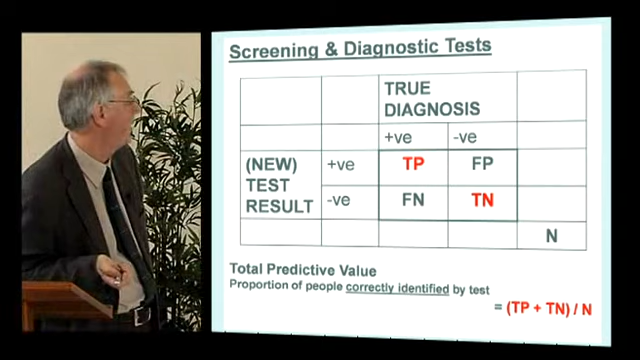 Screening & Diagnostic Tests
TRUE
DIAGNOSIS
+ve -ve
(NEW)
TEST
RESULT
+ve TP FP
-ve FN TN
N
Total Predictive Value
Proportion of people correctly identified by test
= (TP + TN) / N